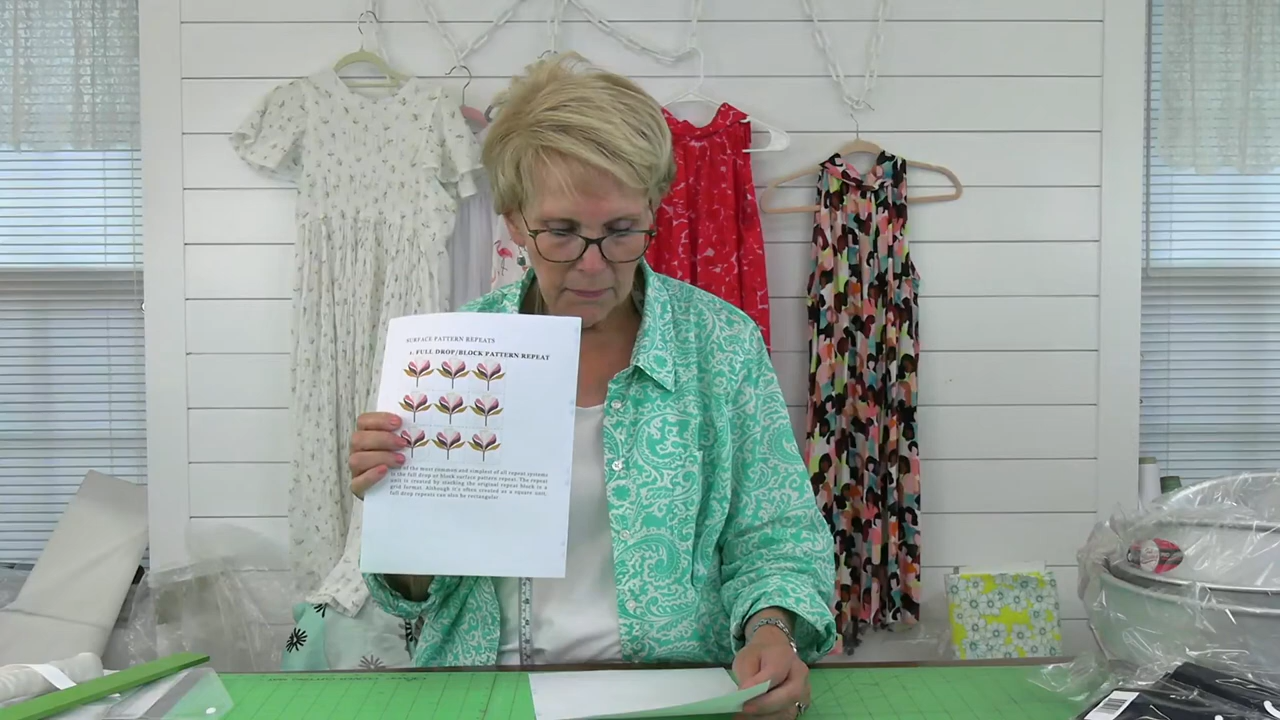 SURFACE PATTERN REPEATS
1. FULL DROP/BLOCK PATTERN REPEAT
of the most common and simplest of all repeat systems
is the full drop or block surface pattern repeat. The repeat
unit is created by stacking the original repeat block in a
grid format. Although it's often created as a square unit,
full drop repeats can also be rectangular.